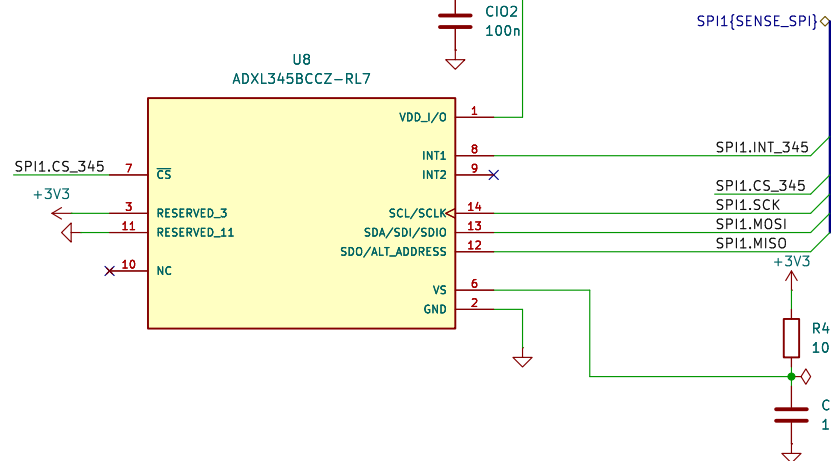 CIO2
100n
SPI1{SENSE_SPI}
U8
ADXL345BCCZ-RL7
VDD_I/O 1
INT1 8 SPI1.INT_345
SPI1.CS_345 7 CS
INT2 9
+3V3
SPI1.CS_345
3 RESERVED_3
SCL/SCLK 14 SPI1.SCK
11 RESERVED_11
SDA/SDI/SDIO 13 SPI1.MOSI
SDO/ALT_ADDRESS 12 SPI1.MISO
10 NC
+3V3
VS 6
GND 2
R4
10
C
1